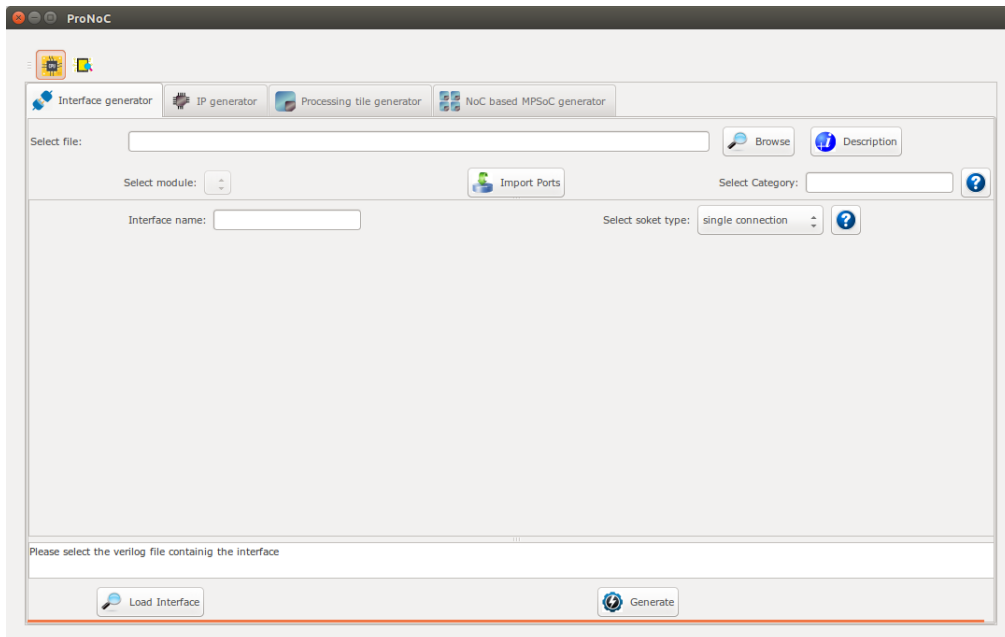 ProNoC
Interface generator
IP generator
Processing tile generator
NoC based MPSoC generator
Select file:
Browse
Description
Select module:
Import Ports
Select Category:
Interface name:
Select soket type:
single connection
Please select the verilog file containig the interface
Load Interface
Generate